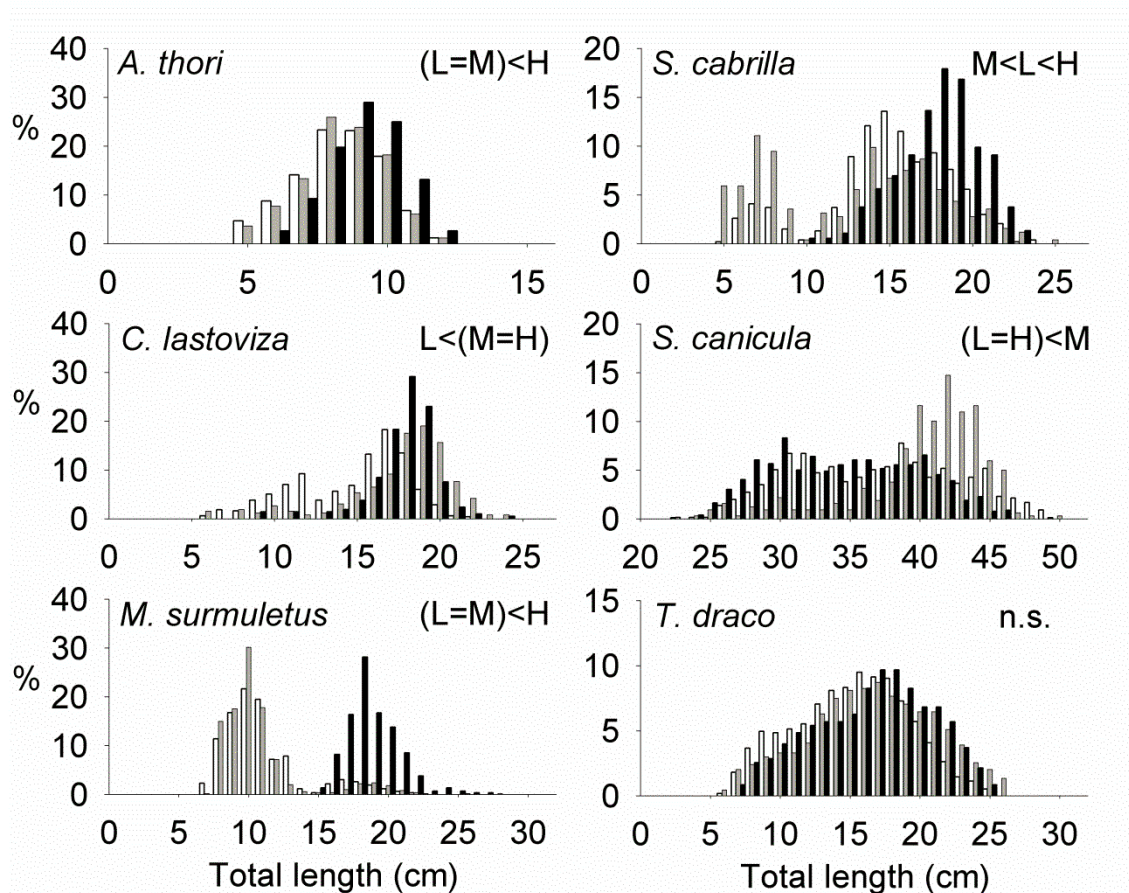 A. thori (L=M)<H
%
40
30
20
10
0
0 5 10 15
S. cabrilla M<L<H
20
15
10
5
0
0 5 10 15 20 25
C. lastoviza L<(M=H)
%
40
30
20
10
0
0 5 10 15 20 25
S. canicula (L=H)<M
20
15
10
5
0
20 25 30 35 40 45 50
M. surmuletus (L=M)<H
%
40
30
20
10
0
0 5 10 15 20 25 30
Total length (cm)
T. draco n.s.
15
10
5
0
0 5 10 15 20 25 30
Total length (cm)